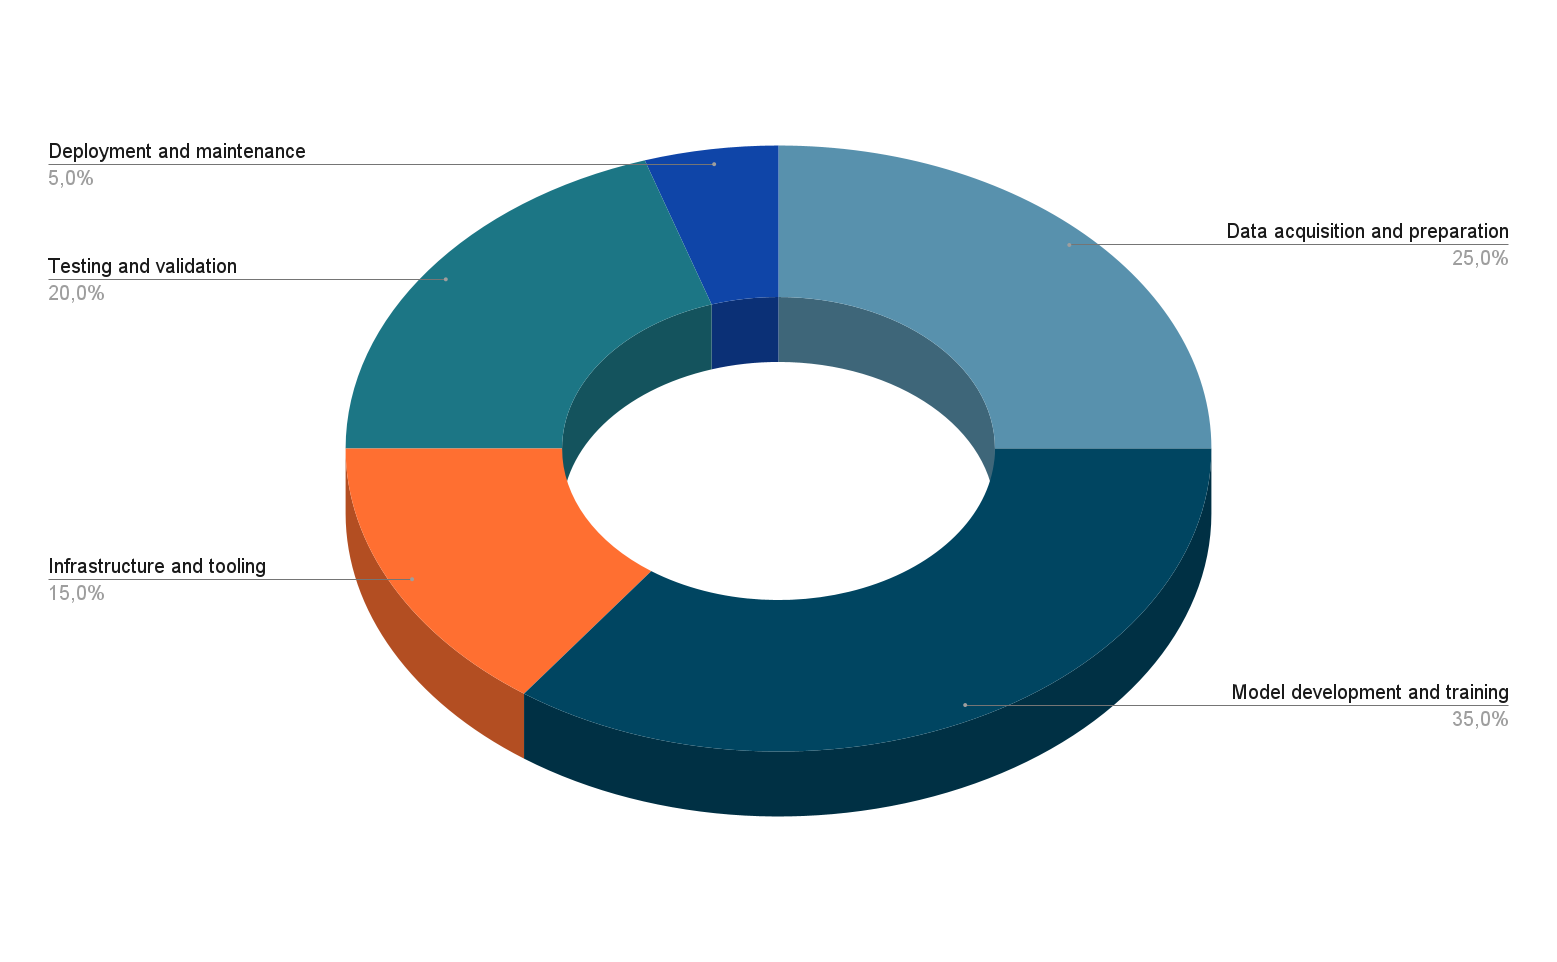 Deployment and maintenance
5,0%
Data acquisition and preparation
25,0%
Testing and validation
20,0%
Infrastructure and tooling
15,0%
Model development and training
35,0%